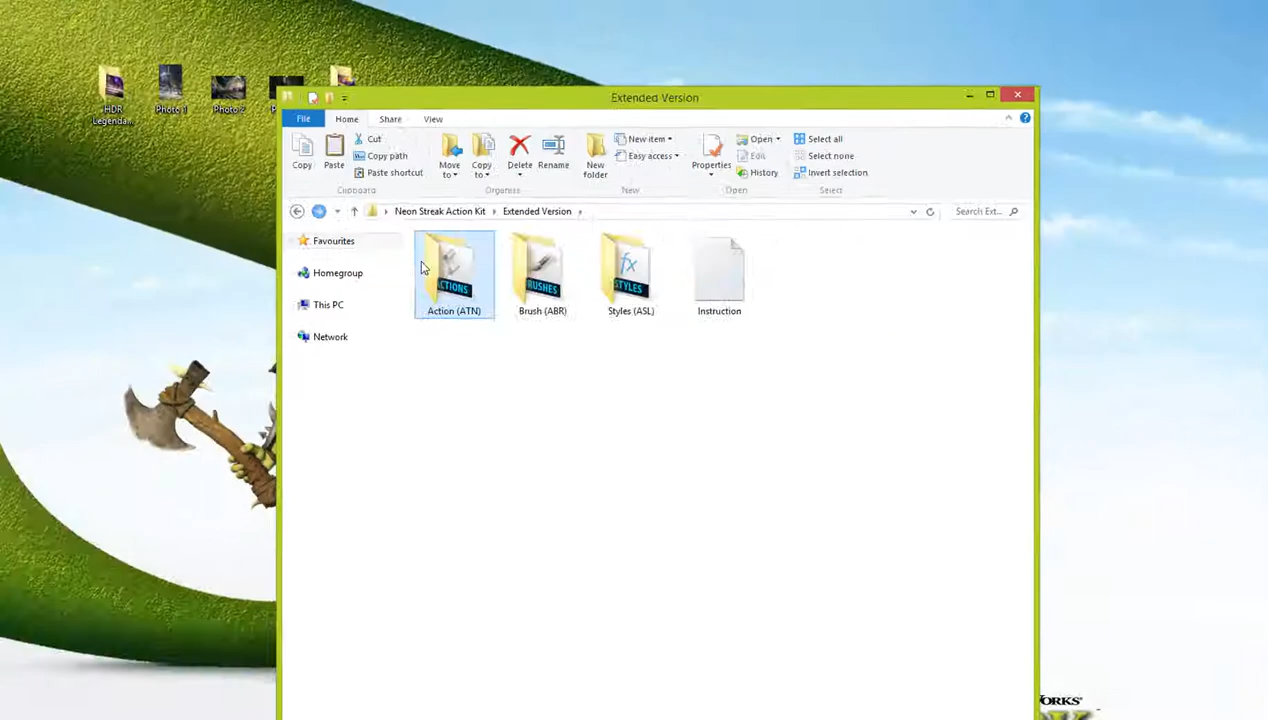 HDR
Legenda...
Photo 1
Photo 2
Extended Version
File
Home
Share
View
Copy
Paste
Cut
Copy path
Paste shortcut
Clipboard
Move
to
Copy
to
Delete
Rename
Organise
New
folder
New item
Easy access
New
Properties
Open
Edit
History
Open
Select all
Select none
Invert selection
Select
Neon Streak Action Kit
Extended Version
Search Ext...
Favourites
Homegroup
This PC
Network
ACTIONS
BRUSHES
fx
STYLES
Action (ATN)
Brush (ABR)
Styles (ASL)
Instruction